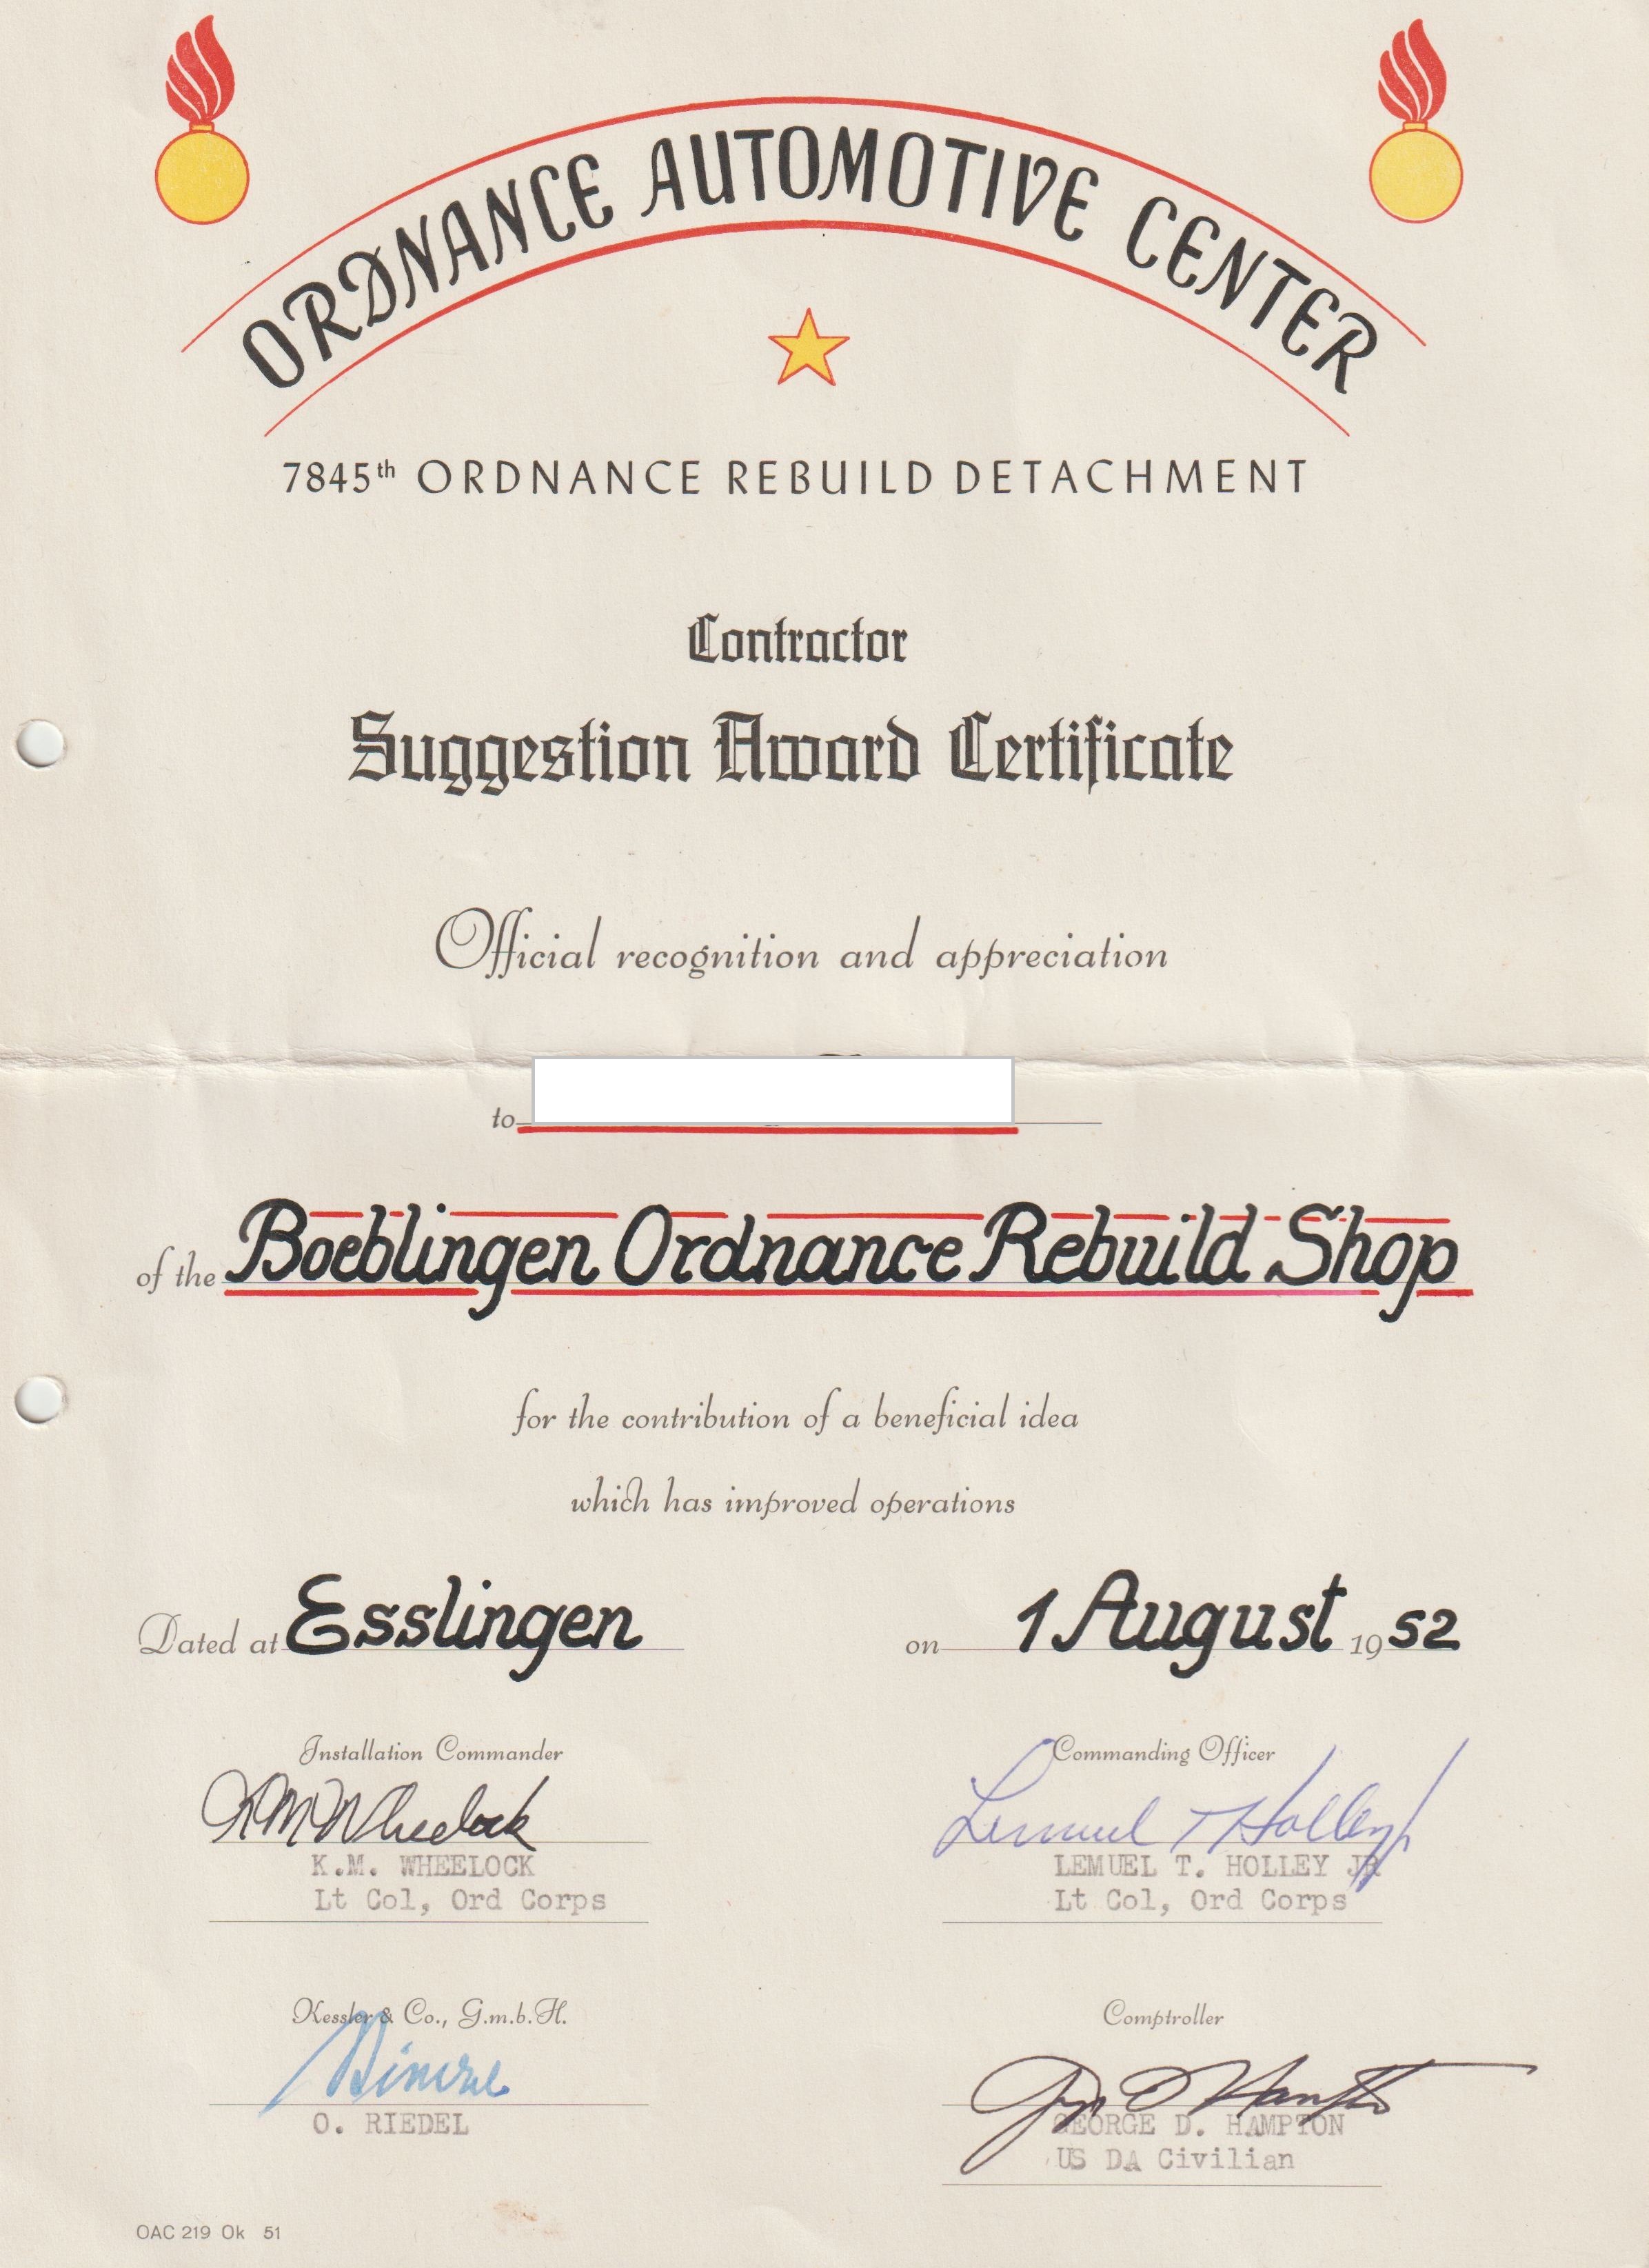 ORDNANCE AUTOMOTIVE CENTER
7845th ORDNANCE REBUILD DETACHMENT
Contractor
Suggestion Award Certificate
Official recognition and appreciation
to
of the Boeblingen Ordnance Rebuild Shop
for the contribution of a beneficial idea
which has improved operations
Dated at Esslingen on 1 August 1952
Installation Commander
K M Wheelock
K.M. WHEELOCK
Lt Col, Ord Corps
Commanding Officer
Lemuel T Holley Jr
LEMUEL T. HOLLEY JR
Lt Col, Ord Corps
Kessler & Co., G.m.b.H.
O. RIEDEL
Comptroller
George D Hampton
GEORGE D. HAMPTON
US DA Civilian
OAC 219 Ok 51